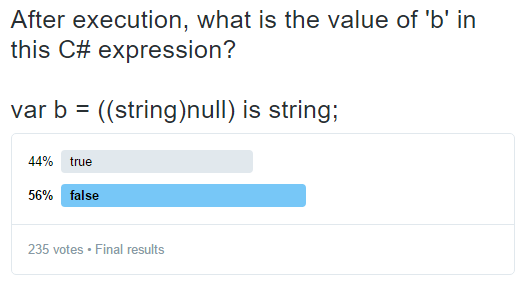 After execution, what is the value of 'b' in
this C# expression?
var b = ((string)null) is string;
44% true
56% false
235 votes • Final results